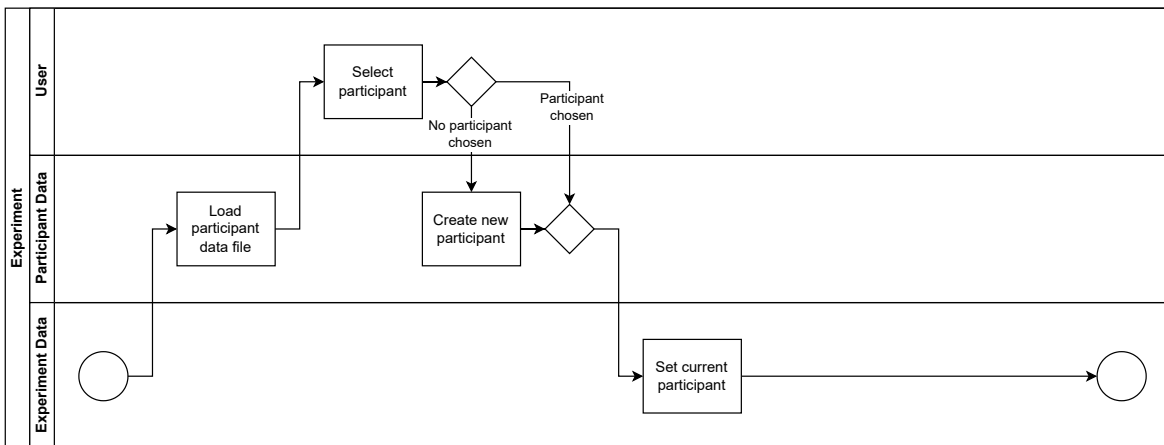 Experiment
User
Select
participant
No participant
chosen
Participant
chosen
Participant Data
Load
participant
data file
Create new
participant
Experiment Data
Set current
participant